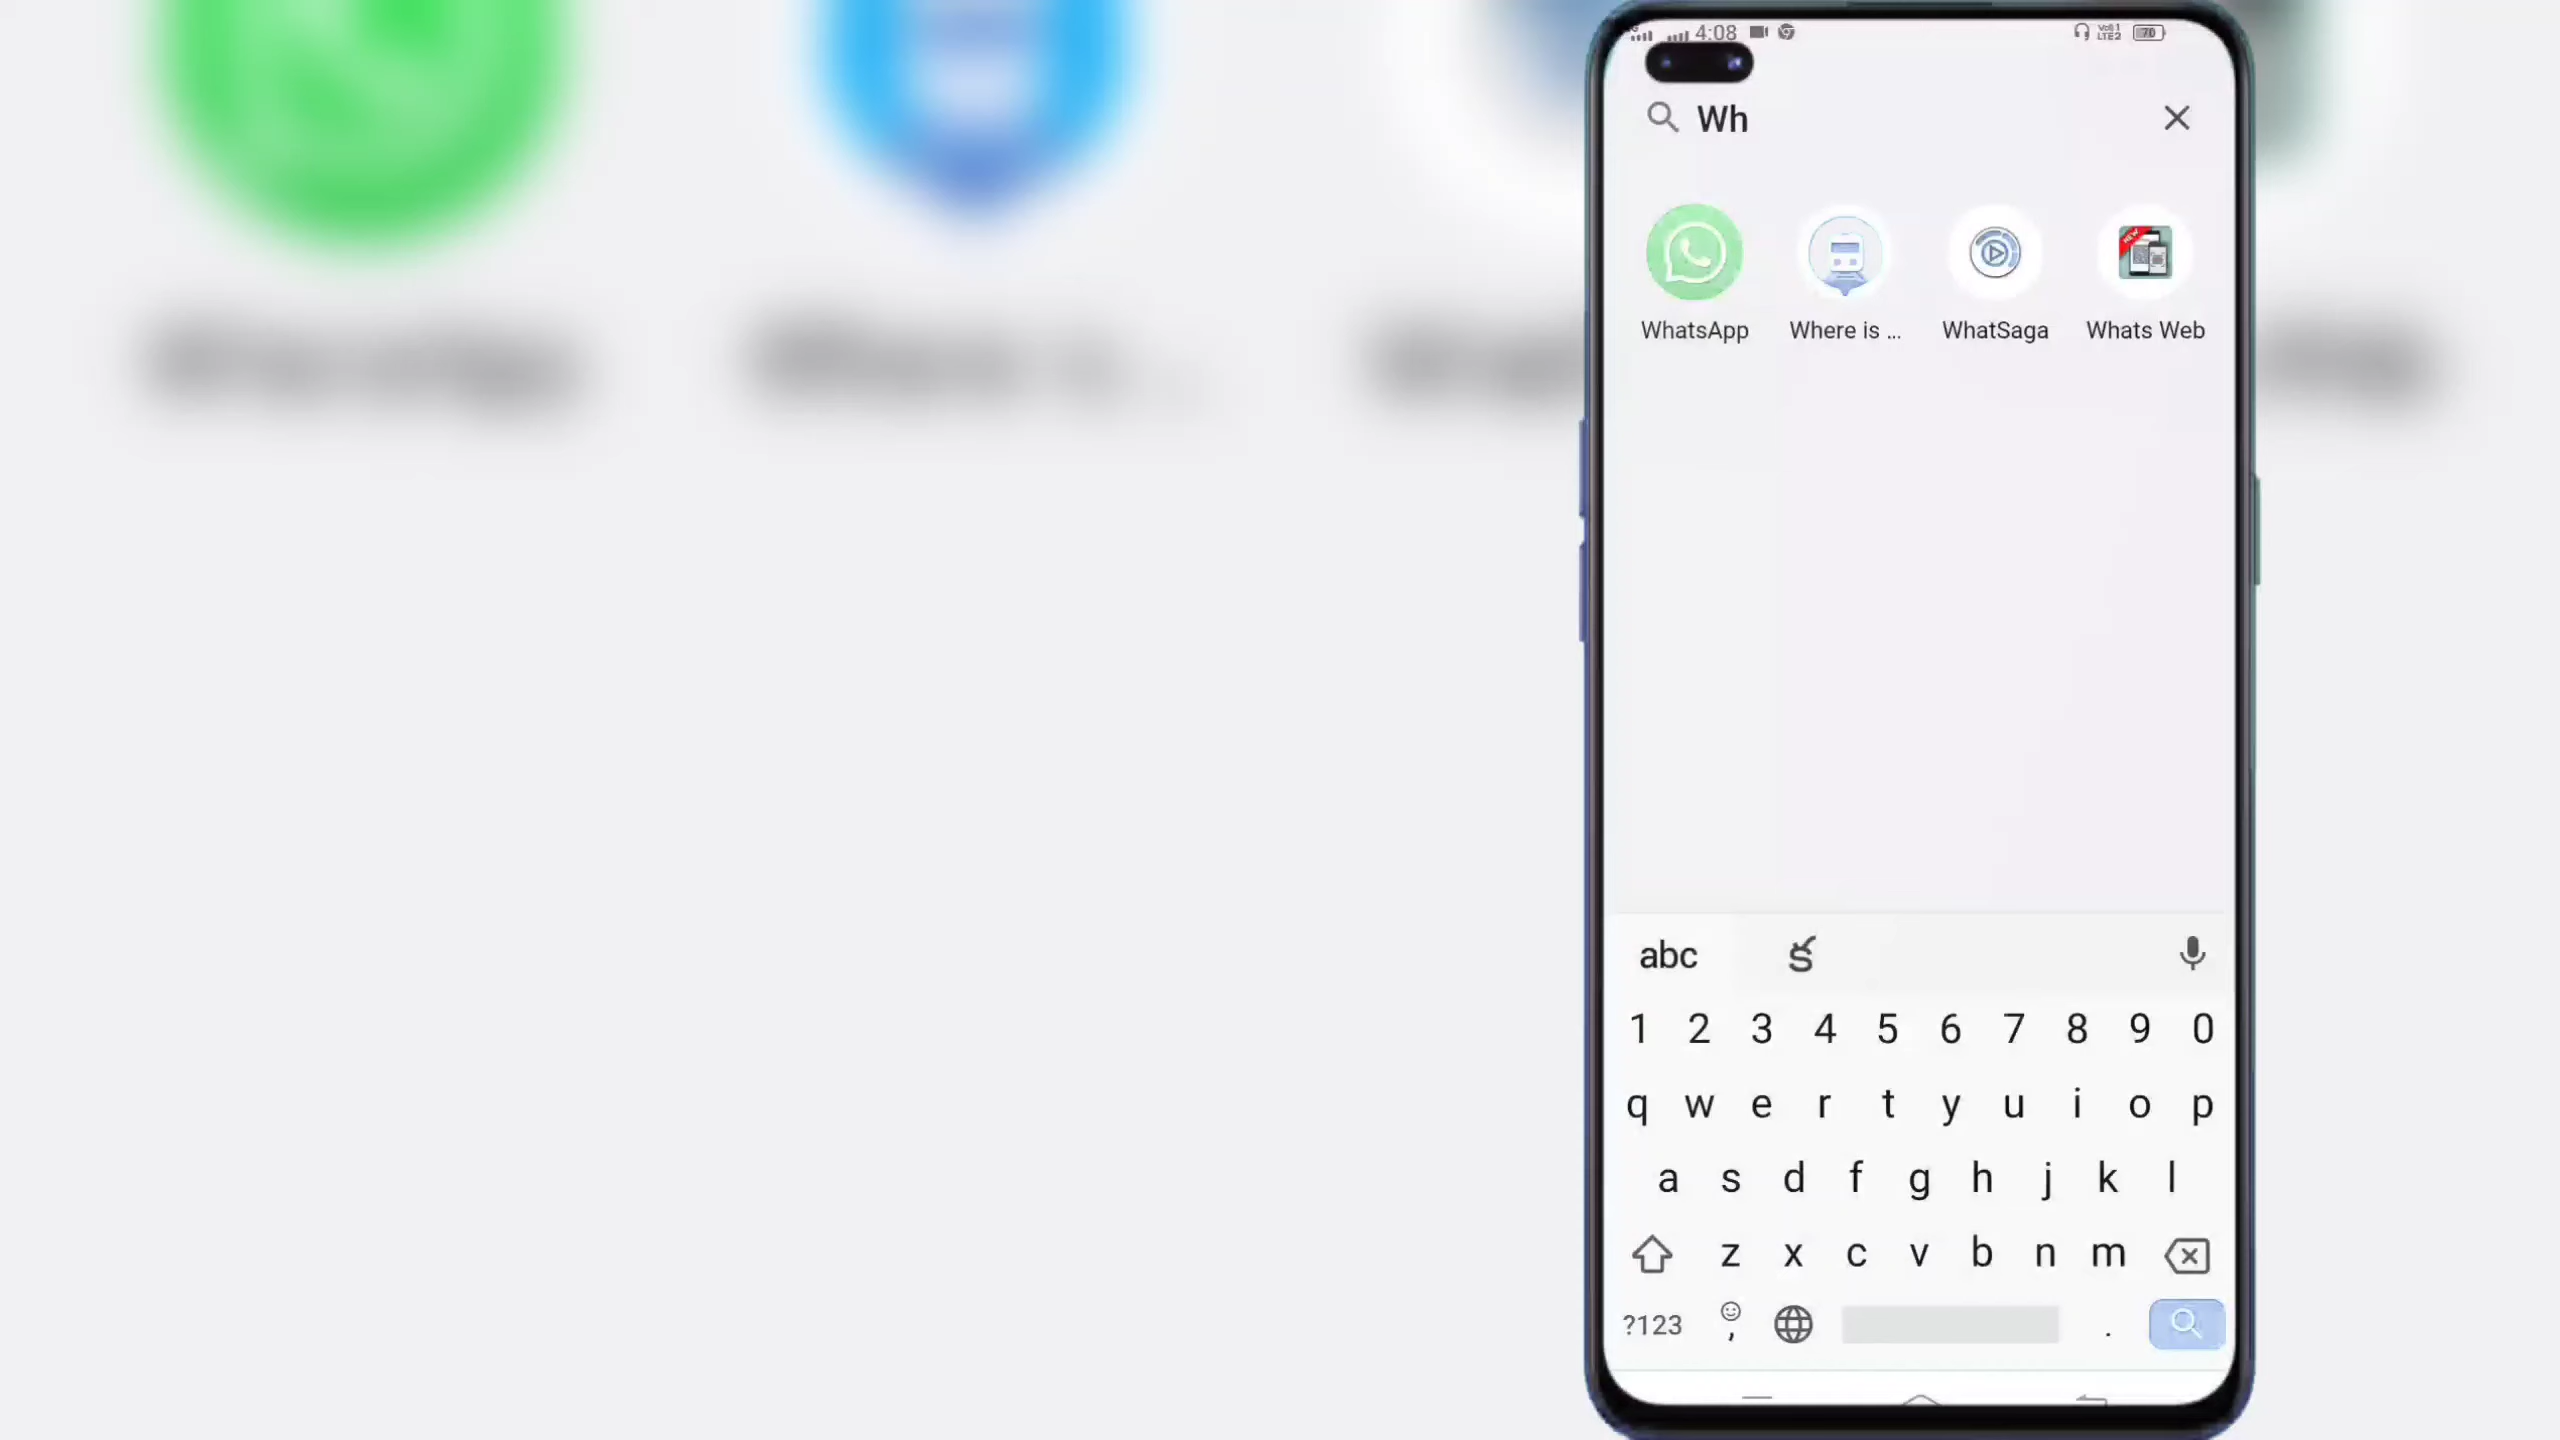 4:08 70
Wh
WhatsApp Where is ... WhatSaga Whats Web
abc క
1 2 3 4 5 6 7 8 9 0
q w e r t y u i o p
a s d f g h j k l
z x c v b n m
?123 , .